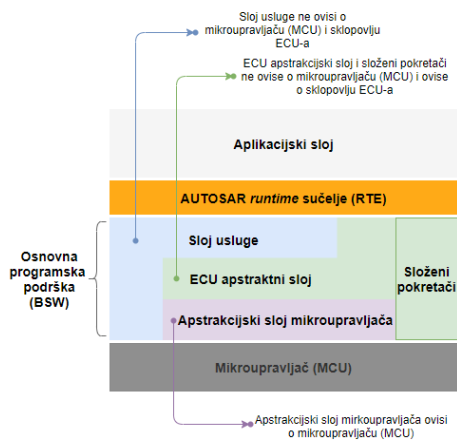 Sloj usluge ne ovisi o
mikroupravljaču (MCU) i sklopovlju
ECU-a
ECU apstrakcijski sloj i složeni pokretači
ne ovise o mikroupravljaču (MCU) i ovise
o sklopovlju ECU-a
Aplikacijski sloj
AUTOSAR runtime sučelje (RTE)
Osnovna
programska
podrška
(BSW)
Sloj usluge
ECU apstraktni sloj
Složeni
pokretači
Apstrakcijski sloj mikroupravljača
Mikroupravljač (MCU)
Apstrakcijski sloj mirkoupravljača ovisi
o mikroupravljaču (MCU)